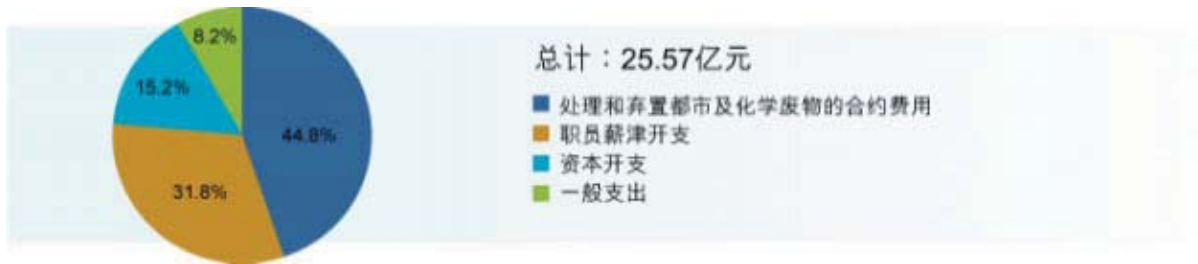 8.2%
15.2%
44.8%
31.8%
总计：25.57亿元
处理和弃置都市及化学废物的合约费用
职员薪津开支
资本开支
一般支出